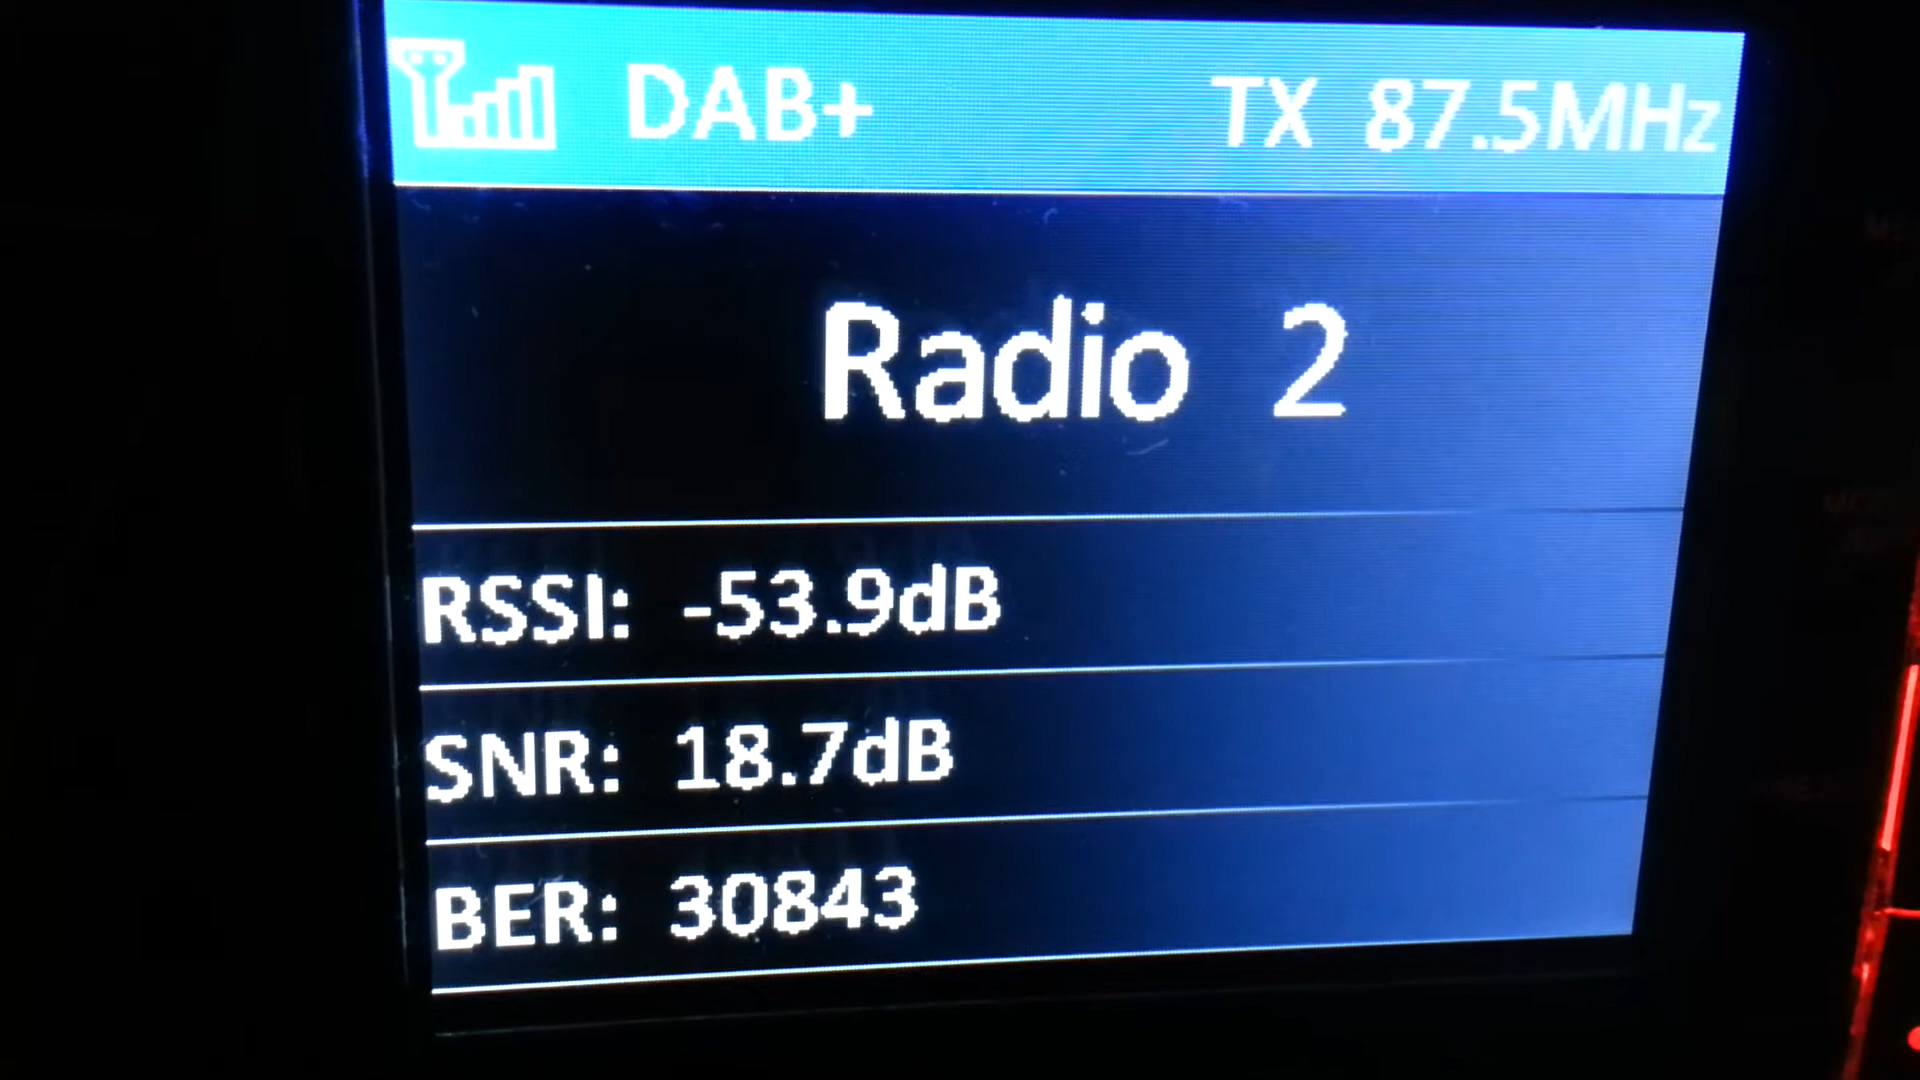 DAB+ TX 87.5MHz
Radio 2
RSSI: -53.9dB
SNR: 18.7dB
BER: 30843